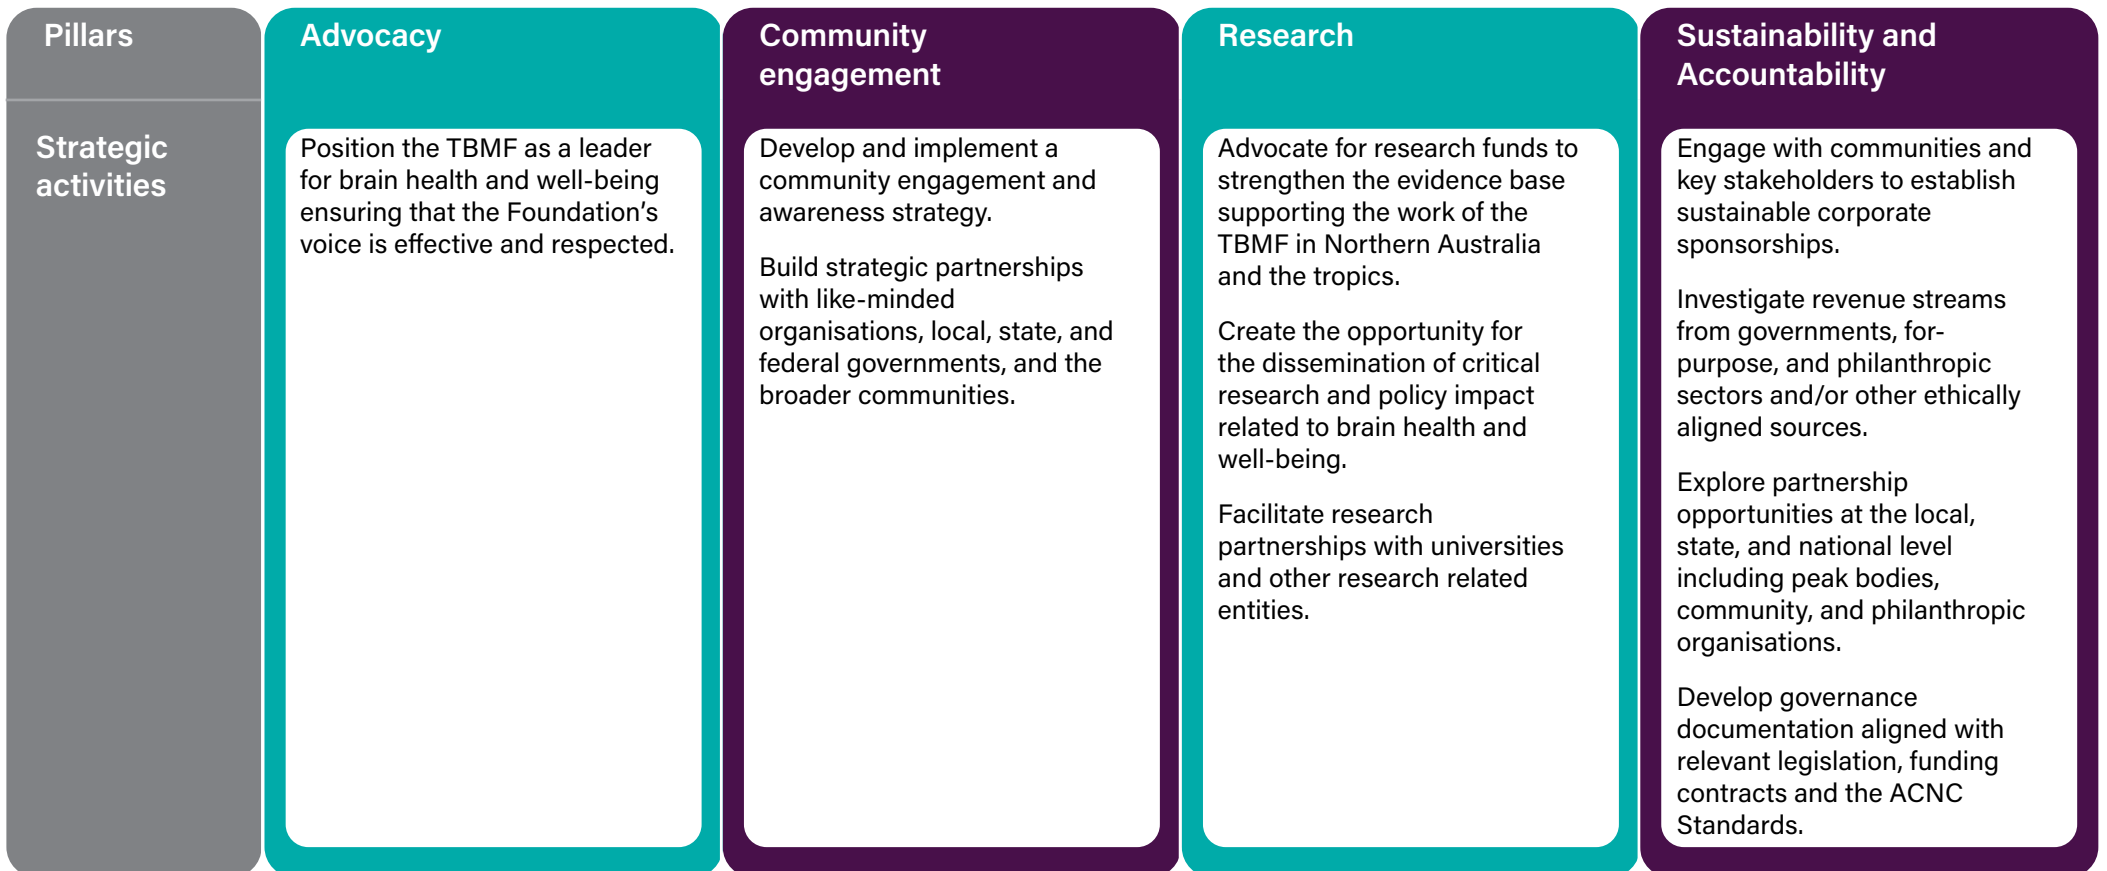 Pillars
Advocacy
Community
engagement
Research
Sustainability and
Accountability
Strategic
activities
Position the TBMF as a leader
for brain health and well-being
ensuring that the Foundation’s
voice is effective and respected.
Develop and implement a
community engagement and
awareness strategy.
Build strategic partnerships
with like-minded
organisations, local, state, and
federal governments, and the
broader communities.
Advocate for research funds to
strengthen the evidence base
supporting the work of the
TBMF in Northern Australia
and the tropics.
Create the opportunity for
the dissemination of critical
research and policy impact
related to brain health and
well-being.
Facilitate research
partnerships with universities
and other research related
entities.
Engage with communities and
key stakeholders to establish
sustainable corporate
sponsorships.
Investigate revenue streams
from governments, for-
purpose, and philanthropic
sectors and/or other ethically
aligned sources.
Explore partnership
opportunities at the local,
state, and national level
including peak bodies,
community, and philanthropic
organisations.
Develop governance
documentation aligned with
relevant legislation, funding
contracts and the ACNC
Standards.